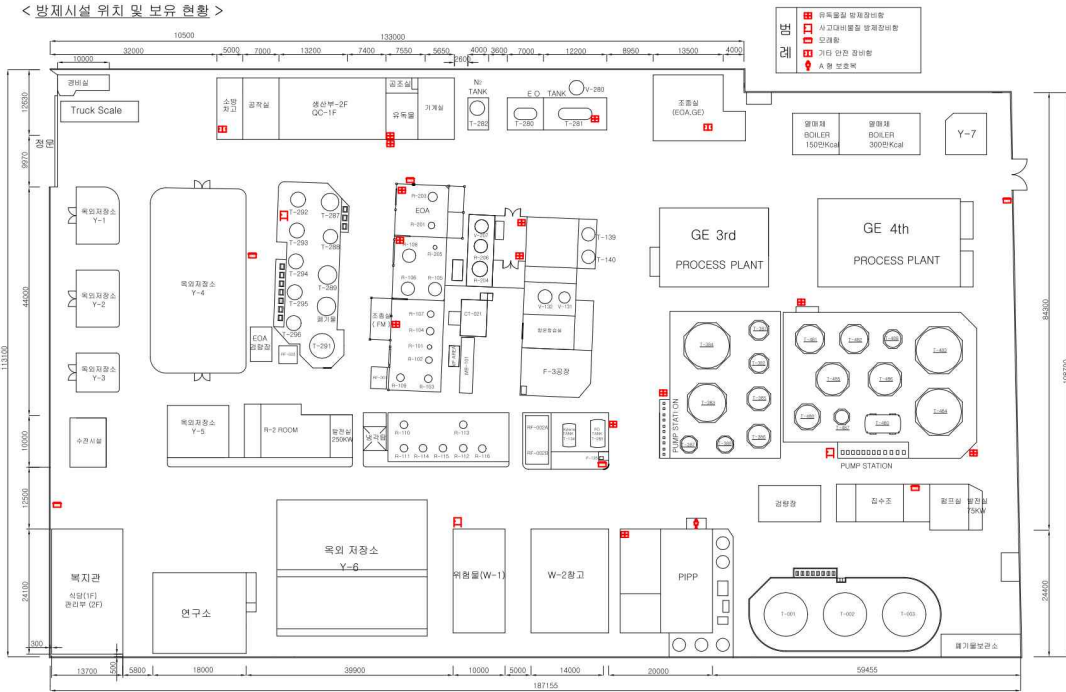 < 방제시설 위치 및 보유 현황 >
범례
유독물질 방제장비함
사고대비물질 방제장비함
모래함
기타 안전 장비함
A 형 보호복
10500
133000
32000
5000
7000
13200
7400
7550
5650
2600
4000
3600
7000
12200
8950
13500
4000
10000
113100
12630
9970
44000
10000
12500
24100
300
500
84300
24400
경비실
Truck Scale
정문
소방차고
공작실
생산부-2F
QC-1F
공조실
유독물
기계실
Ni
TANK
T-282
E O TANK
V-280
T-280
T-281
조종실
(EOA,GE)
열매체
BOILER
150만Kcal
열매체
BOILER
300만Kcal
Y-7
옥외저장소
Y-1
옥외저장소
Y-2
옥외저장소
Y-3
옥외저장소
Y-4
T-292
T-287
T-293
T-288
T-294
T-289
T-295
폐기물
T-296
T-291
EOA
검량장
R-203
EOA
R-201
R-205
R-106
R-105
R-107
R-104
R-101
R-102
R-103
조종실
(FM)
V-207
R-206
R-204
CT-521
T-139
T-140
V-130
V-131
F-3공장
GE 3rd
PROCESS PLANT
GE 4th
PROCESS PLANT
PUMP STATION
PUMP STATION
수전시설
옥외저장소
Y-5
R-2 ROOM
발전실
250KW
냉각탑
R-110
R-113
R-111
R-114
R-115
R-112
R-116
RF-002A
RF-002B
검량장
집수조
펌프실
발전실
75KW
복지관
식당(1F)
관리부 (2F)
연구소
옥외 저장소
Y-6
위험물(W-1)
W-2창고
PIPP
T-001
T-002
T-003
폐기물보관소
13700
5800
18000
39900
10000
5000
14000
20000
59455
187155